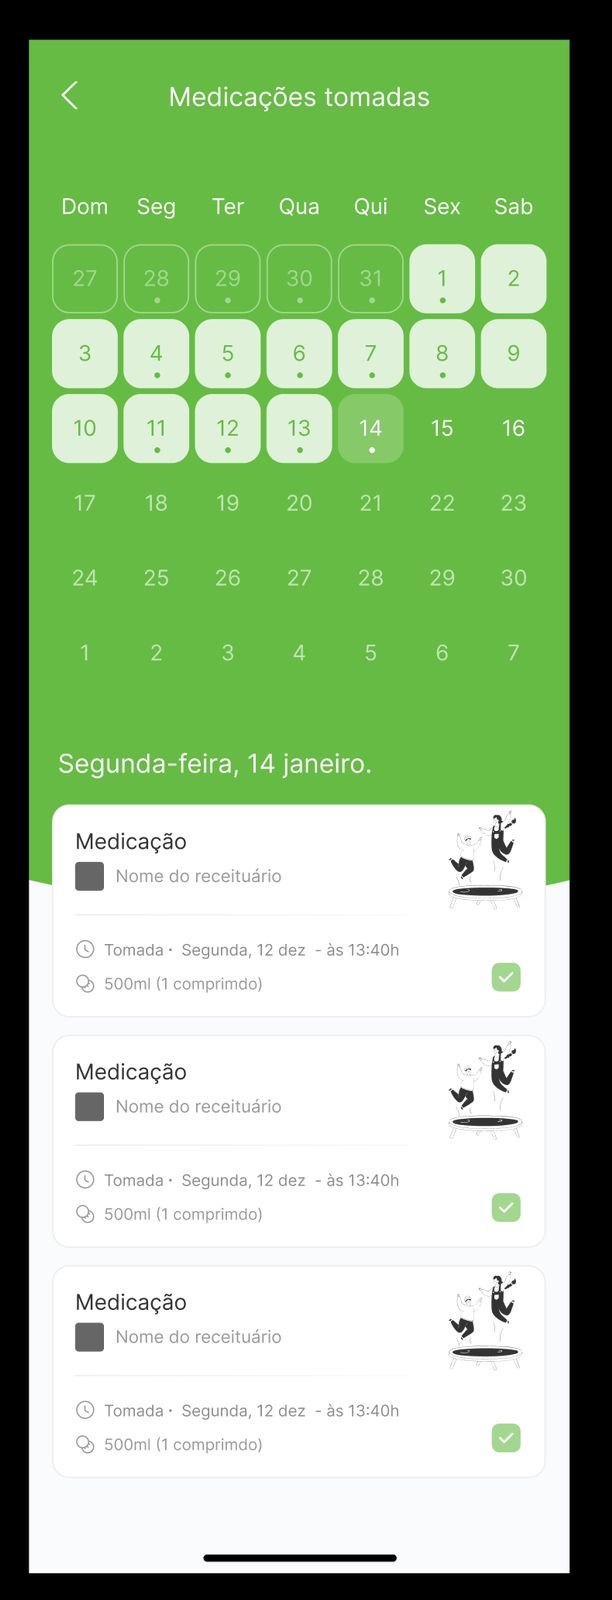 Medicações tomadas
Dom Seg Ter Qua Qui Sex Sab
27 28 29 30 31 1 2
3 4 5 6 7 8 9
10 11 12 13 14 15 16
17 18 19 20 21 22 23
24 25 26 27 28 29 30
1 2 3 4 5 6 7
Segunda-feira, 14 janeiro.
Medicação
Nome do receituário
Tomada · Segunda, 12 dez - às 13:40h
500ml (1 comprimdo)
Medicação
Nome do receituário
Tomada · Segunda, 12 dez - às 13:40h
500ml (1 comprimdo)
Medicação
Nome do receituário
Tomada · Segunda, 12 dez - às 13:40h
500ml (1 comprimdo)